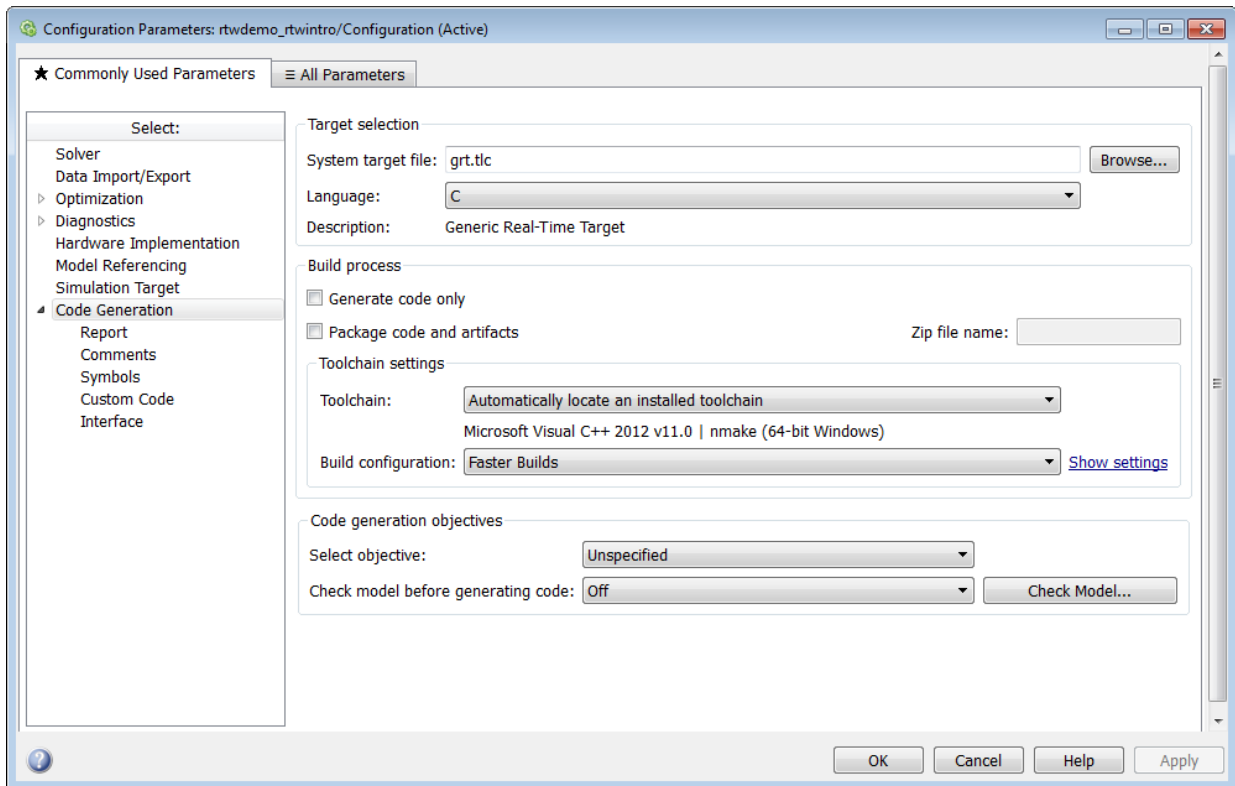 Configuration Parameters: rtwdemo_rtwintro/Configuration (Active)
★ Commonly Used Parameters
≡ All Parameters
Select:
Solver
Data Import/Export
Optimization
Diagnostics
Hardware Implementation
Model Referencing
Simulation Target
Code Generation
Report
Comments
Symbols
Custom Code
Interface
Target selection
System target file: grt.tlc Browse...
Language: C
Description: Generic Real-Time Target
Build process
Generate code only
Package code and artifacts Zip file name:
Toolchain settings
Toolchain: Automatically locate an installed toolchain
Microsoft Visual C++ 2012 v11.0 | nmake (64-bit Windows)
Build configuration: Faster Builds Show settings
Code generation objectives
Select objective: Unspecified
Check model before generating code: Off Check Model...
? OK Cancel Help Apply